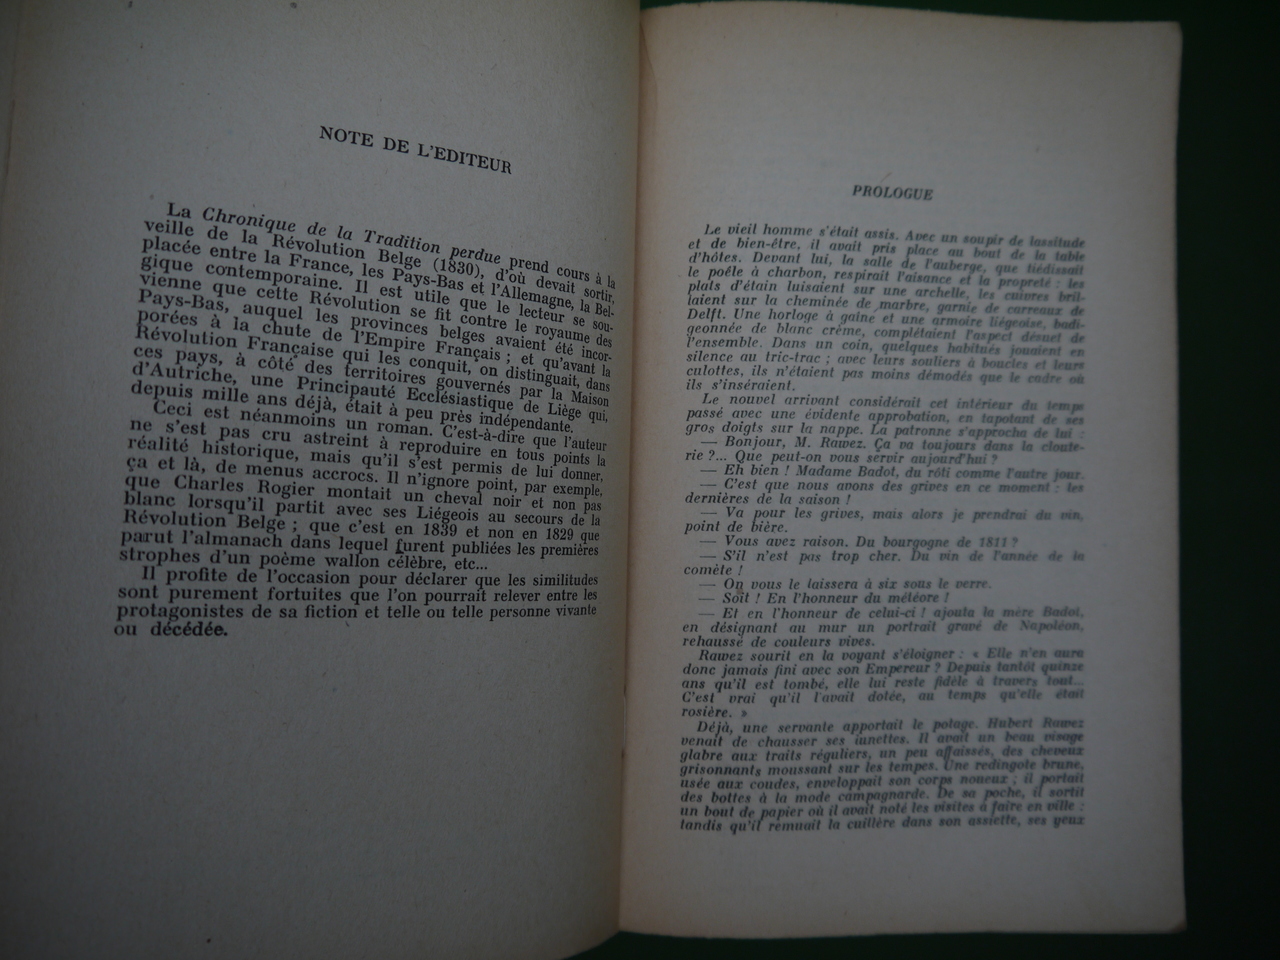 NOTE DE L'EDITEUR
La Chronique de la Tradition perdue prend cours à la
veille de la Révolution Belge (1830), d'où devait sortir,
placée entre la France, les Pays-Bas et l'Allemagne, la Bel-
gique contemporaine. Il est utile que le lecteur se sou-
vienne que cette Révolution se fit contre le royaume des
Pays-Bas, auquel les provinces belges avaient été incor-
porées à la chute de l'Empire Français ; et qu'avant la
Révolution Française qui les conquit, on distinguait, dans
ces pays, à côté des territoires gouvernés par la Maison
d'Autriche, une Principauté Ecclésiastique de Liège qui,
depuis mille ans déjà, était à peu près indépendante.
Ceci est néanmoins un roman. C'est-à-dire que l'auteur
ne s'est pas cru astreint à reproduire en tous points la
réalité historique, mais qu'il s'est permis de lui donner,
ça et là, de menus accrocs. Il n'ignore point, par exemple,
que Charles Rogier montait un cheval noir et non pas
blanc lorsqu'il partit avec ses Liégeois au secours de la
Révolution Belge ; que c'est en 1839 et non en 1829 que
parut l'almanach dans lequel furent publiées les premières
strophes d'un poème wallon célèbre, etc...
Il profite de l'occasion pour déclarer que les similitudes
sont purement fortuites que l'on pourrait relever entre les
protagonistes de sa fiction et telle ou telle personne vivante
ou décédée.
PROLOGUE
Le vieil homme s'était assis. Avec un soupir de lassitude
et de bien-être, il avait pris place au bout de la table
d'hôtes. Devant lui, la salle de l'auberge, que tiédissait
le poêle à charbon, respirait l'aisance et la propreté : les
plats d'étain luisaient sur une archelle, les cuivres bril-
laient sur la cheminée de marbre, garnie de carreaux de
Delft. Une horloge à gaine et une armoire liégeoise, badi-
geonnée de blanc crème, complétaient l'aspect désuet de
l'ensemble. Dans un coin, quelques habitués jouaient en
silence au tric-trac ; avec leurs souliers à boucles et leurs
culottes, ils n'étaient pas moins démodés que le cadre où
ils s'inséraient.
Le nouvel arrivant considérait cet intérieur du temps
passé avec une évidente approbation, en tapotant de ses
gros doigts sur la nappe. La patronne s'approcha de lui :
— Bonjour, M. Rawez. Ça va toujours dans la cloute-
rie ?... Que peut-on vous servir aujourd'hui ?
— Eh bien ! Madame Badot, du rôti comme l'autre jour.
— C'est que nous avons des grives en ce moment : les
dernières de la saison !
— Va pour les grives, mais alors je prendrai du vin,
point de bière.
— Vous avez raison. Du bourgogne de 1811 ?
— S'il n'est pas trop cher. Du vin de l'année de la
comète !
— On vous le laissera à six sous le verre.
— Soit ! En l'honneur du météore !
— Et en l'honneur de celui-ci ! ajouta la mère Badot,
en désignant au mur un portrait gravé de Napoléon,
rehaussé de couleurs vives.
Rawez sourit en la voyant s'éloigner : « Elle n'en aura
donc jamais fini avec son Empereur ? Depuis tantôt quinze
ans qu'il est tombé, elle lui reste fidèle à travers tout...
C'est vrai qu'il l'avait dotée, au temps qu'elle était
rosière. »
Déjà, une servante apportait le potage. Hubert Rawez
venait de chausser ses lunettes. Il avait un beau visage
glabre aux traits réguliers, un peu affaissés, des cheveux
grisonnants moussant sur les tempes. Une redingote brune,
usée aux coudes, enveloppait son corps noueux ; il portait
des bottes à la mode campagnarde. De sa poche, il sortit
un bout de papier où il avait noté les visites à faire en ville :
tandis qu'il remuait la cuillère dans son assiette, ses yeux